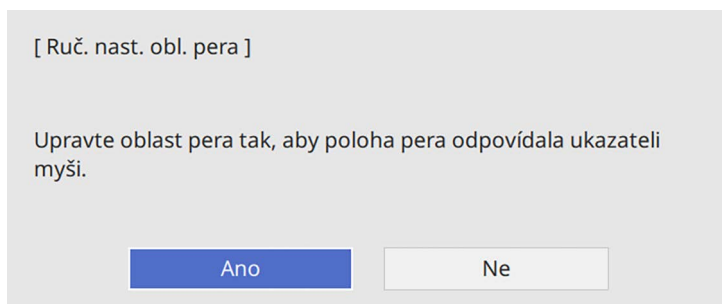 [ Ruč. nast. obl. pera ]
Upravte oblast pera tak, aby poloha pera odpovídala ukazateli
myši.
Ano
Ne